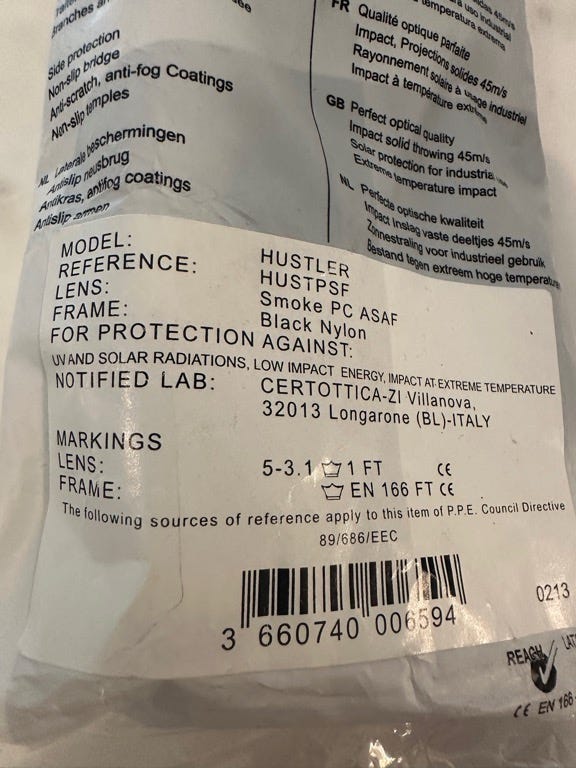 Side protection
Non-slip bridge
Anti-scratch, anti-fog Coatings
Non-slip temples
NL Laterale beschermingen
Antislip neusbrug
Antikras, antifog coatings
Antislip armen
uso industrial
temperatura extrema
FR Qualité optique parfaite
Impact, Projections solides 45m/s
Rayonnement solaire à usage industriel
Impact à température extrême
GB Perfect optical quality
Impact solid throwing 45m/s
Solar protection for industrial
Extreme temperature impact
NL Perfecte optische kwaliteit
Impact Inslag vaste deeltjes 45m/s
Zonnestraling voor industrieel gebruik
Bestand tegen extreem hoge temperaturen
MODEL: HUSTLER
REFERENCE: HUSTPSF
LENS: Smoke PC ASAF
FRAME: Black Nylon
FOR PROTECTION AGAINST:
UV AND SOLAR RADIATIONS, LOW IMPACT ENERGY, IMPACT AT EXTREME TEMPERATURE
NOTIFIED LAB: CERTOTTICA-ZI Villanova,
32013 Longarone (BL)-ITALY
MARKINGS
LENS: 5-3.1 1 FT CE
FRAME: EN 166 FT CE
The following sources of reference apply to this item of P.P.E. Council Directive
89/686/EEC
3 660740 006594
0213
REACH
CE EN 166